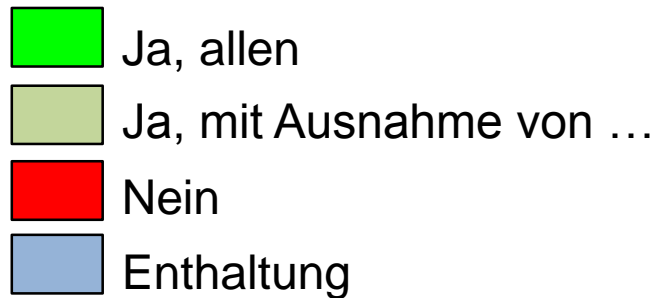 Ja, allen
Ja, mit Ausnahme von …
Nein
Enthaltung